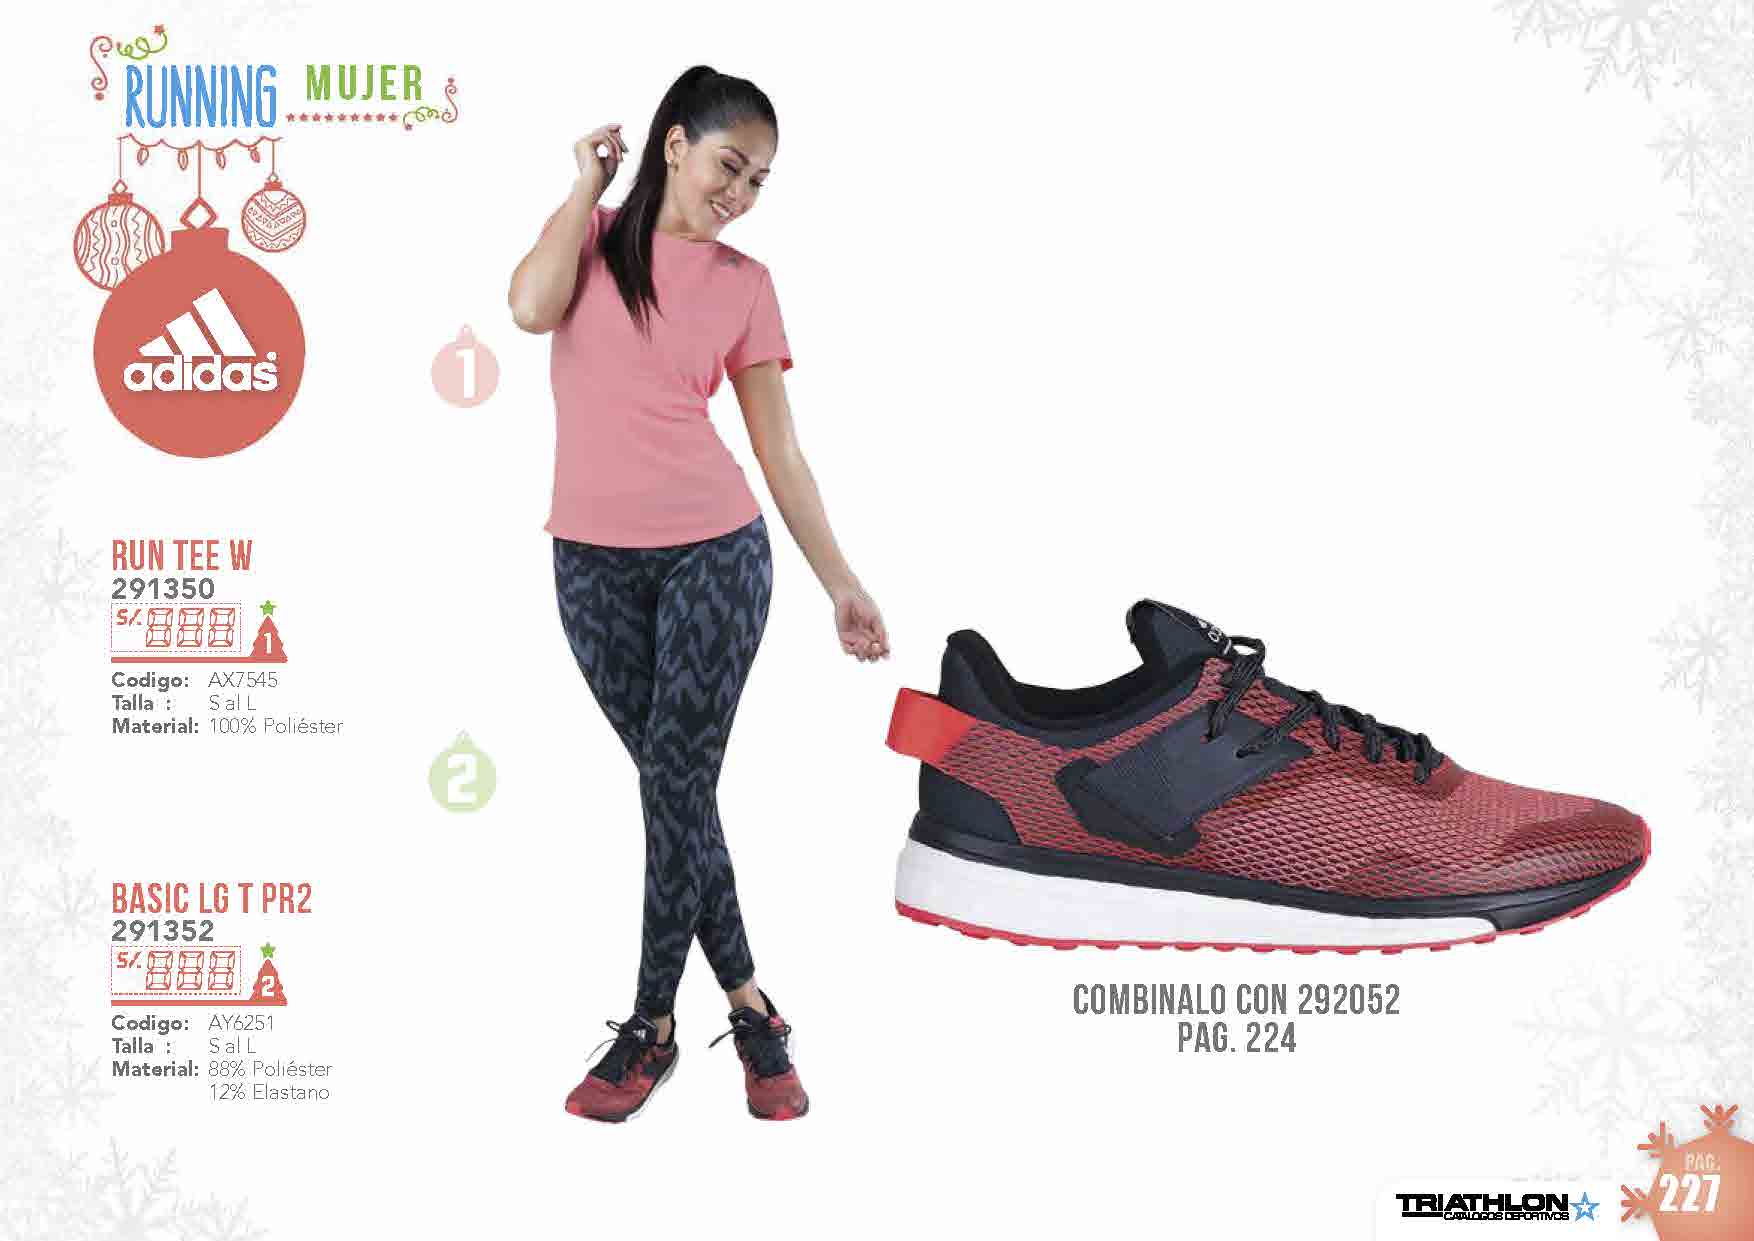 RUNNING MUJER
adidas
1
RUN TEE W
291350
S/.
1
Codigo: AX7545
Talla : S al L
Material: 100% Poliéster
2
BASIC LG T PR2
291352
S/.
2
Codigo: AY6251
Talla : S al L
Material: 88% Poliéster
12% Elastano
COMBINALO CON 292052
PAG. 224
TRIATHLON
CATALOGOS DEPORTIVOS
PAG.
227